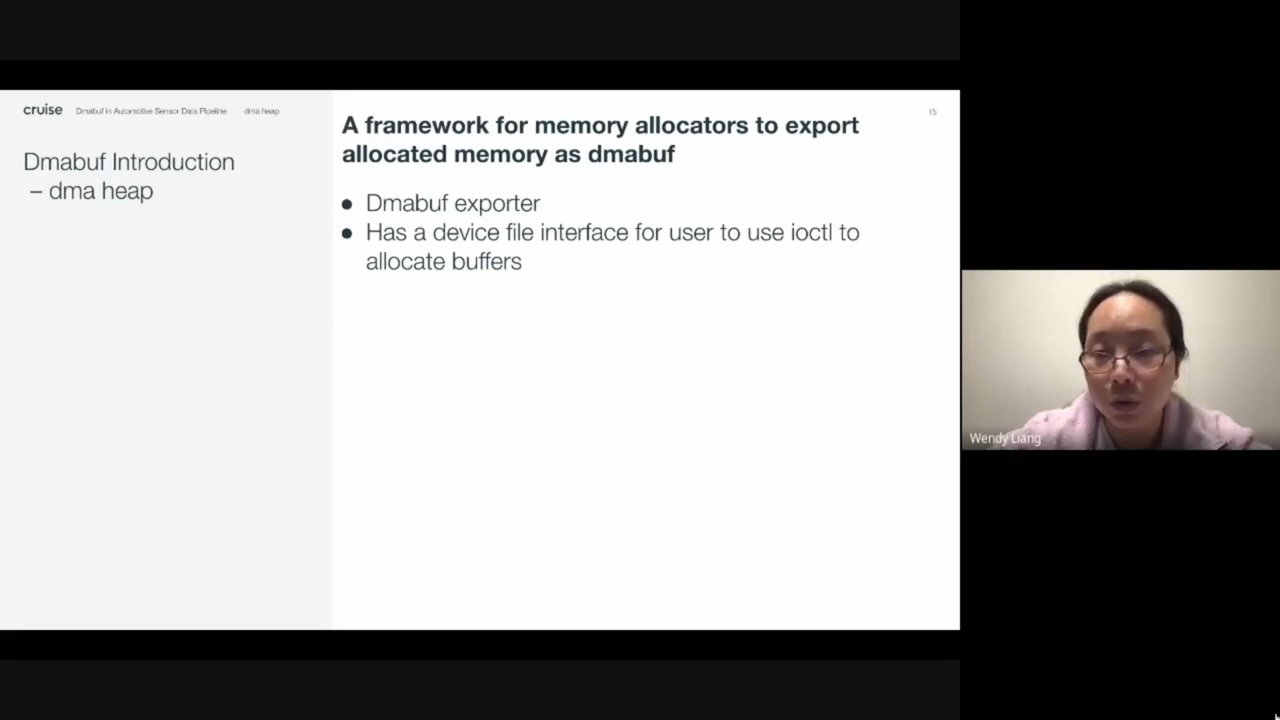 cruise Dmabuf in Automotive Sensor Data Pipeline dma heap
15
Dmabuf Introduction
– dma heap
A framework for memory allocators to export
allocated memory as dmabuf
● Dmabuf exporter
● Has a device file interface for user to use ioctl to
allocate buffers
Wendy Liang